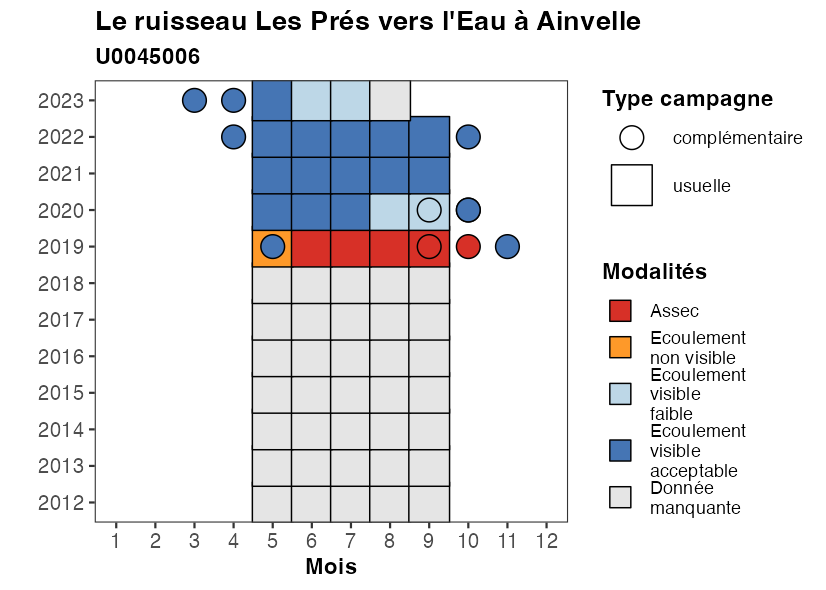 Le ruisseau Les Prés vers l'Eau à Ainvelle
U0045006
2023
2022
2021
2020
2019
2018
2017
2016
2015
2014
2013
2012
1 2 3 4 5 6 7 8 9 10 11 12
Mois
Type campagne
complémentaire
usuelle
Modalités
Assec
Ecoulement
non visible
Ecoulement
visible
faible
Ecoulement
visible
acceptable
Donnée
manquante